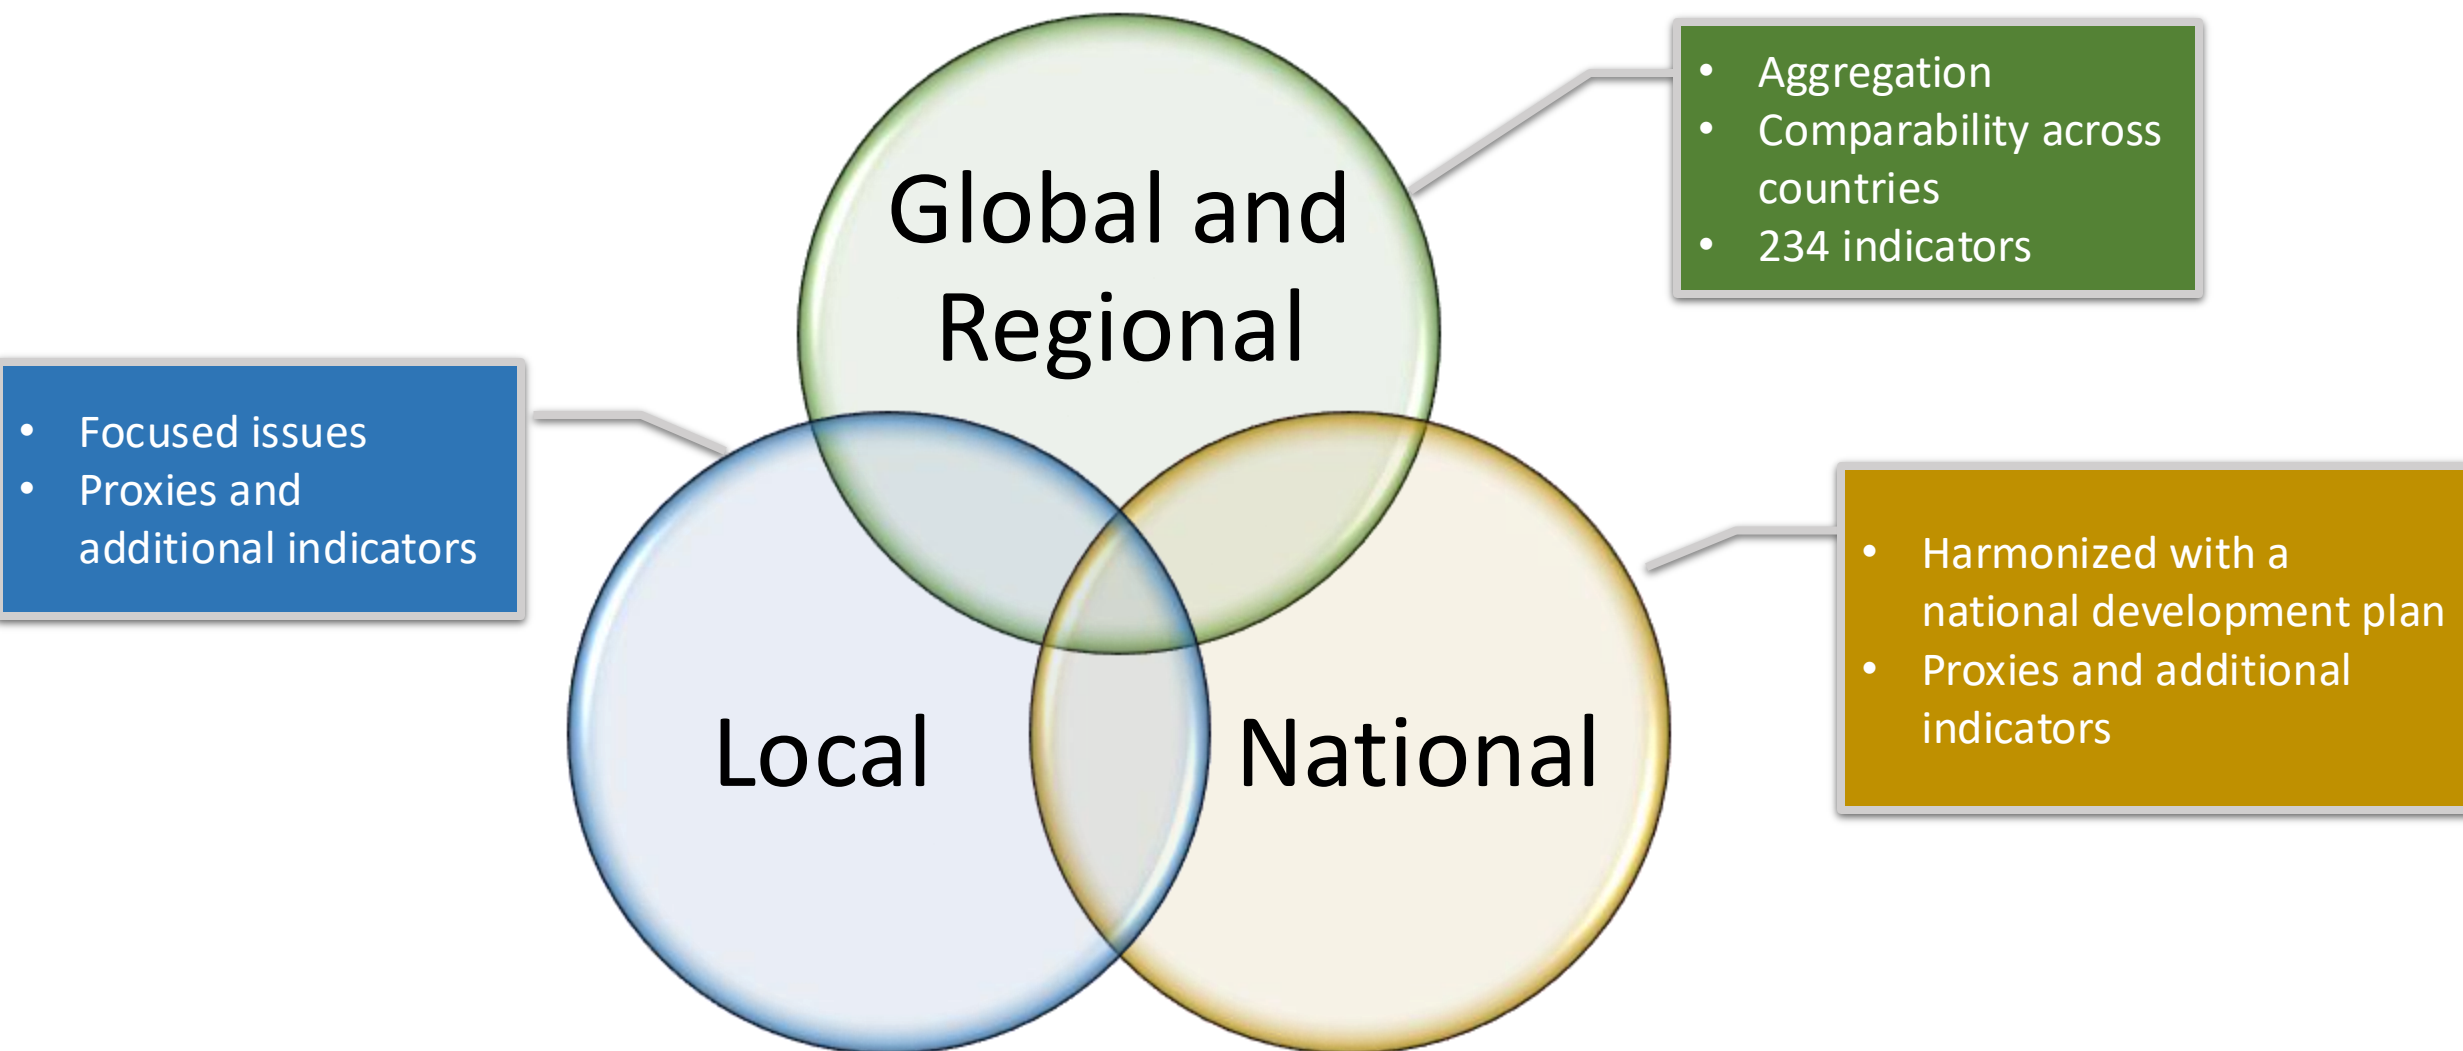 Global and
Regional
• Aggregation
• Comparability across
countries
• 234 indicators
• Focused issues
• Proxies and
additional indicators
• Harmonized with a
national development plan
• Proxies and additional
indicators
Local
National